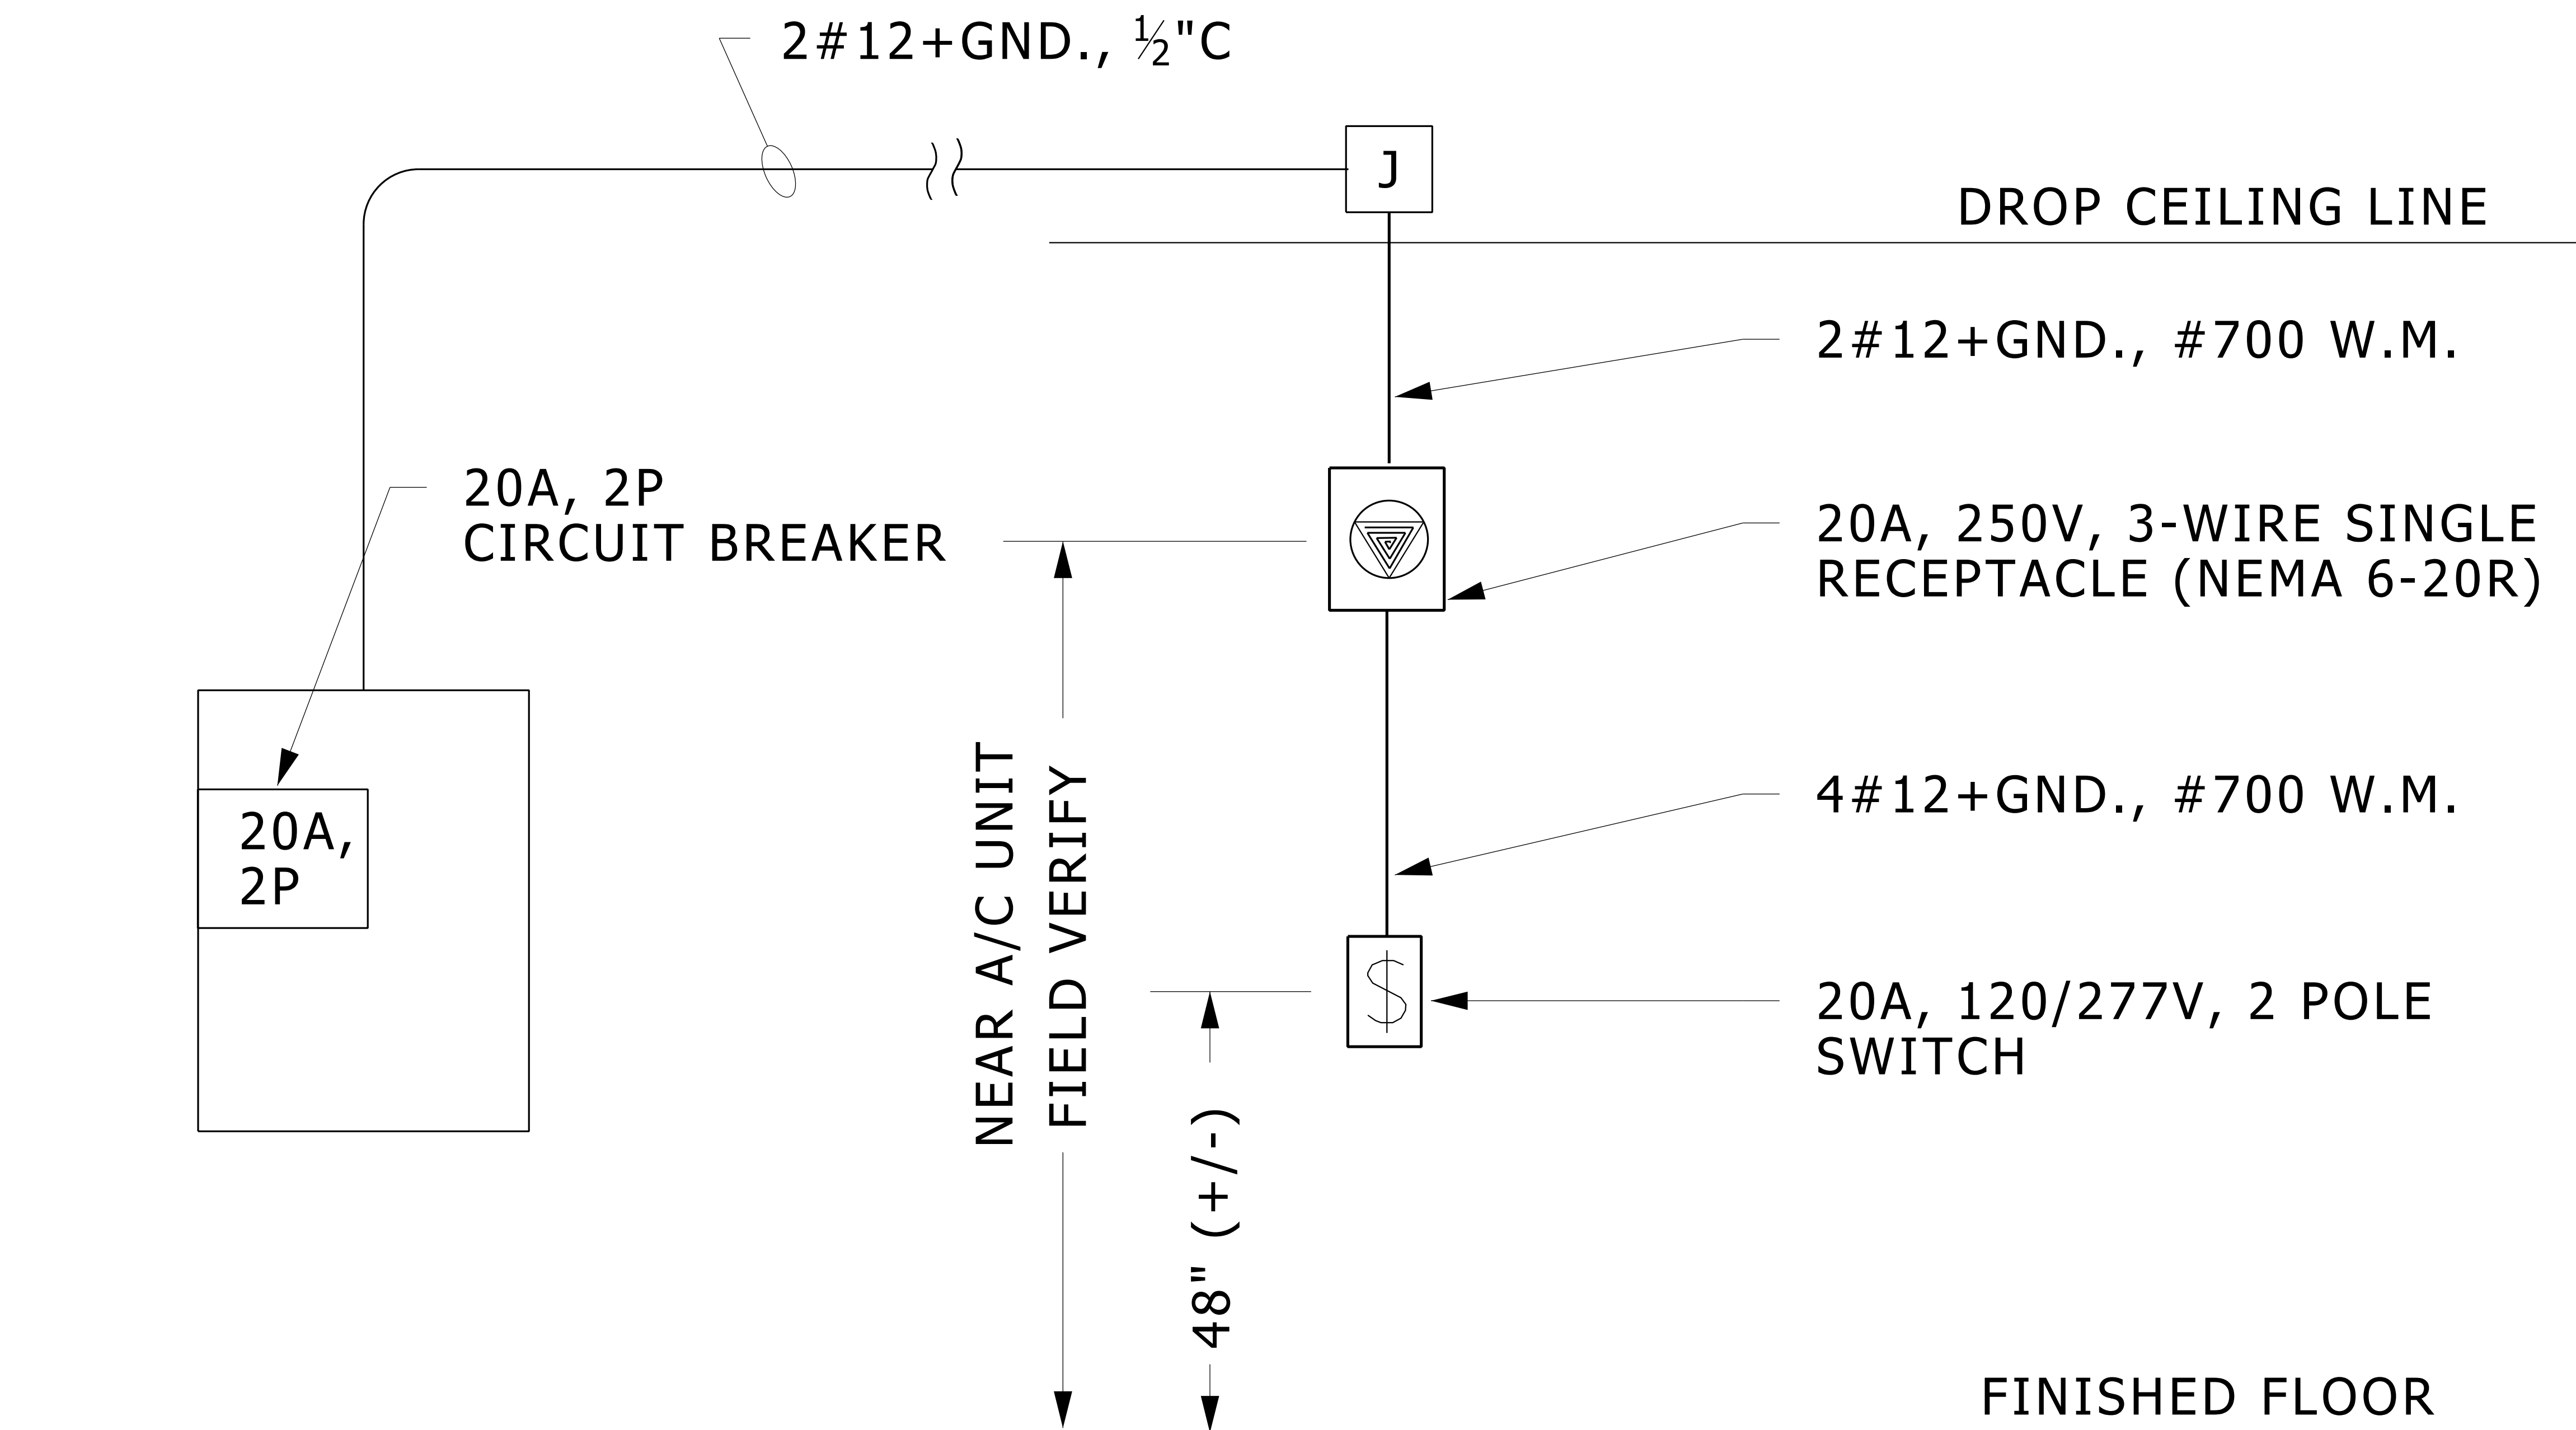 2#12+GND., ½"C
J
DROP CEILING LINE
2#12+GND., #700 W.M.
20A, 2P
CIRCUIT BREAKER
20A, 250V, 3-WIRE SINGLE
RECEPTACLE (NEMA 6-20R)
20A,
2P
NEAR A/C UNIT
FIELD VERIFY
4#12+GND., #700 W.M.
$
20A, 120/277V, 2 POLE
SWITCH
48" (+/-)
FINISHED FLOOR